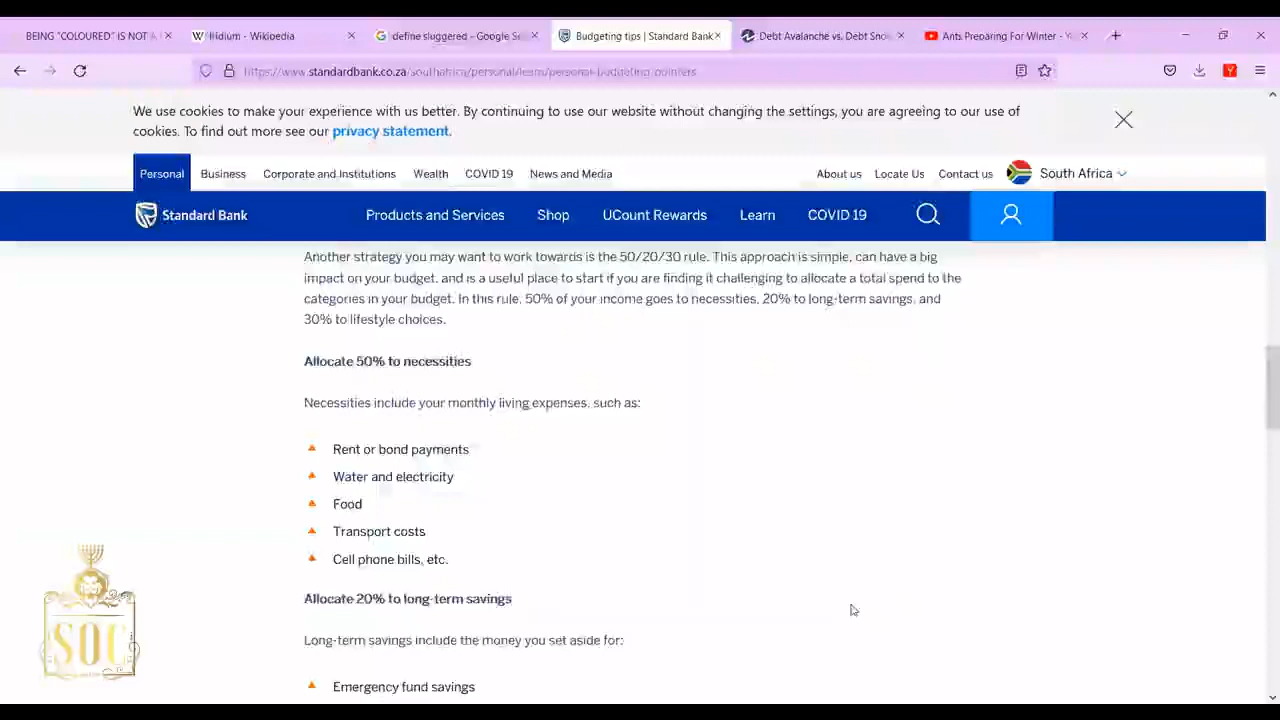 BEING "COLOURED" IS NOT A
Iridium - Wikipedia
define sluggered - Google Se
Budgeting tips | Standard Bank
Debt Avalanche vs. Debt Snow
Ants Preparing For Winter - Y
https://www.standardbank.co.za/southafrica/personal/learn/personal-budgeting-pointers
We use cookies to make your experience with us better. By continuing to use our website without changing the settings, you are agreeing to our use of
cookies. To find out more see our privacy statement.
Personal Business Corporate and Institutions Wealth COVID 19 News and Media About us Locate Us Contact us South Africa
Standard Bank Products and Services Shop UCount Rewards Learn COVID 19
Another strategy you may want to work towards is the 50/20/30 rule. This approach is simple, can have a big
impact on your budget, and is a useful place to start if you are finding it challenging to allocate a total spend to the
categories in your budget. In this rule, 50% of your income goes to necessities, 20% to long-term savings, and
30% to lifestyle choices.
Allocate 50% to necessities
Necessities include your monthly living expenses, such as:
Rent or bond payments
Water and electricity
Food
Transport costs
Cell phone bills, etc.
Allocate 20% to long-term savings
Long-term savings include the money you set aside for:
Emergency fund savings
SOC